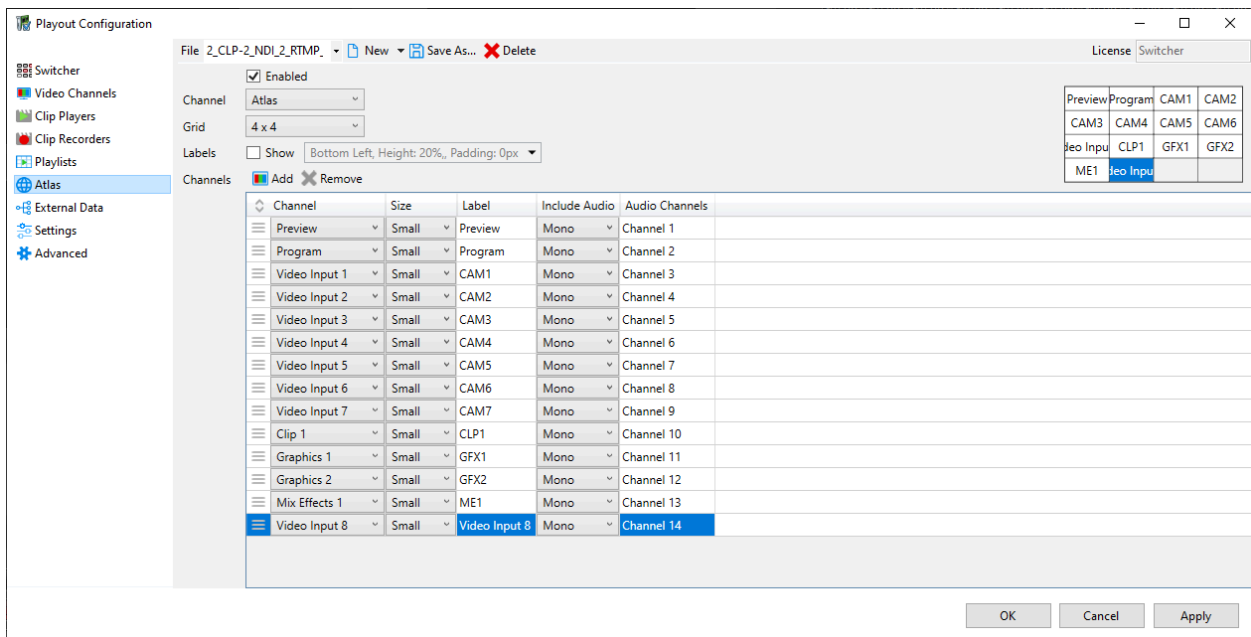 Playout Configuration
File 2_CLP-2_NDI_2_RTMP_ New Save As... Delete License Switcher
Switcher
Video Channels
Clip Players
Clip Recorders
Playlists
Atlas
External Data
Settings
Advanced
Enabled
Channel Atlas
Grid 4 x 4
Labels Show Bottom Left, Height: 20%,, Padding: 0px
Channels Add Remove
Preview Program CAM1 CAM2
CAM3 CAM4 CAM5 CAM6
deo Inpu CLP1 GFX1 GFX2
ME1 deo Inpu
Channel Size Label Include Audio Audio Channels
Preview Small Preview Mono Channel 1
Program Small Program Mono Channel 2
Video Input 1 Small CAM1 Mono Channel 3
Video Input 2 Small CAM2 Mono Channel 4
Video Input 3 Small CAM3 Mono Channel 5
Video Input 4 Small CAM4 Mono Channel 6
Video Input 5 Small CAM5 Mono Channel 7
Video Input 6 Small CAM6 Mono Channel 8
Video Input 7 Small CAM7 Mono Channel 9
Clip 1 Small CLP1 Mono Channel 10
Graphics 1 Small GFX1 Mono Channel 11
Graphics 2 Small GFX2 Mono Channel 12
Mix Effects 1 Small ME1 Mono Channel 13
Video Input 8 Small Video Input 8 Mono Channel 14
OK Cancel Apply